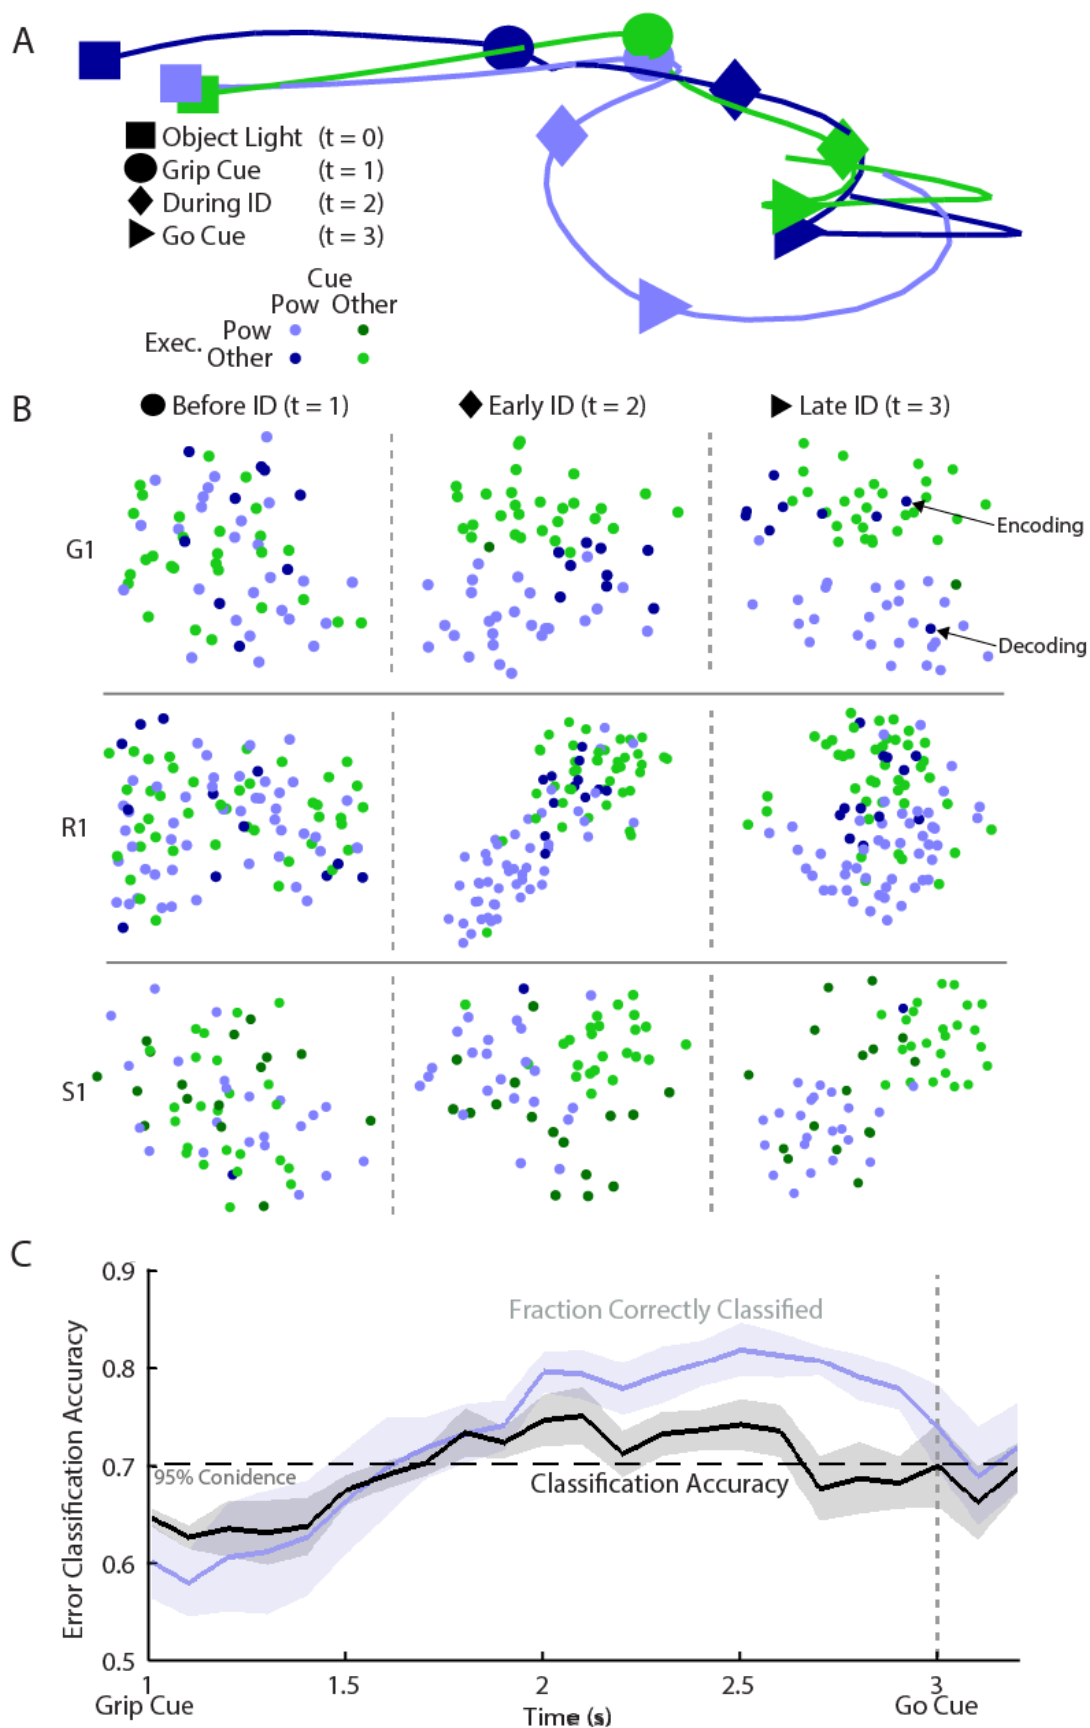 A
Object Light (t = 0)
Grip Cue (t = 1)
During ID (t = 2)
Go Cue (t = 3)
Cue
Pow Other
Exec. Pow
Other
B
Before ID (t = 1) Early ID (t = 2) Late ID (t = 3)
G1
Encoding
Decoding
R1
S1
C
Error Classification Accuracy
0.9
0.8
0.7
0.6
0.5
Fraction Correctly Classified
95% Conidence
Classification Accuracy
1 1.5 2 2.5 3
Grip Cue Go Cue
Time (s)